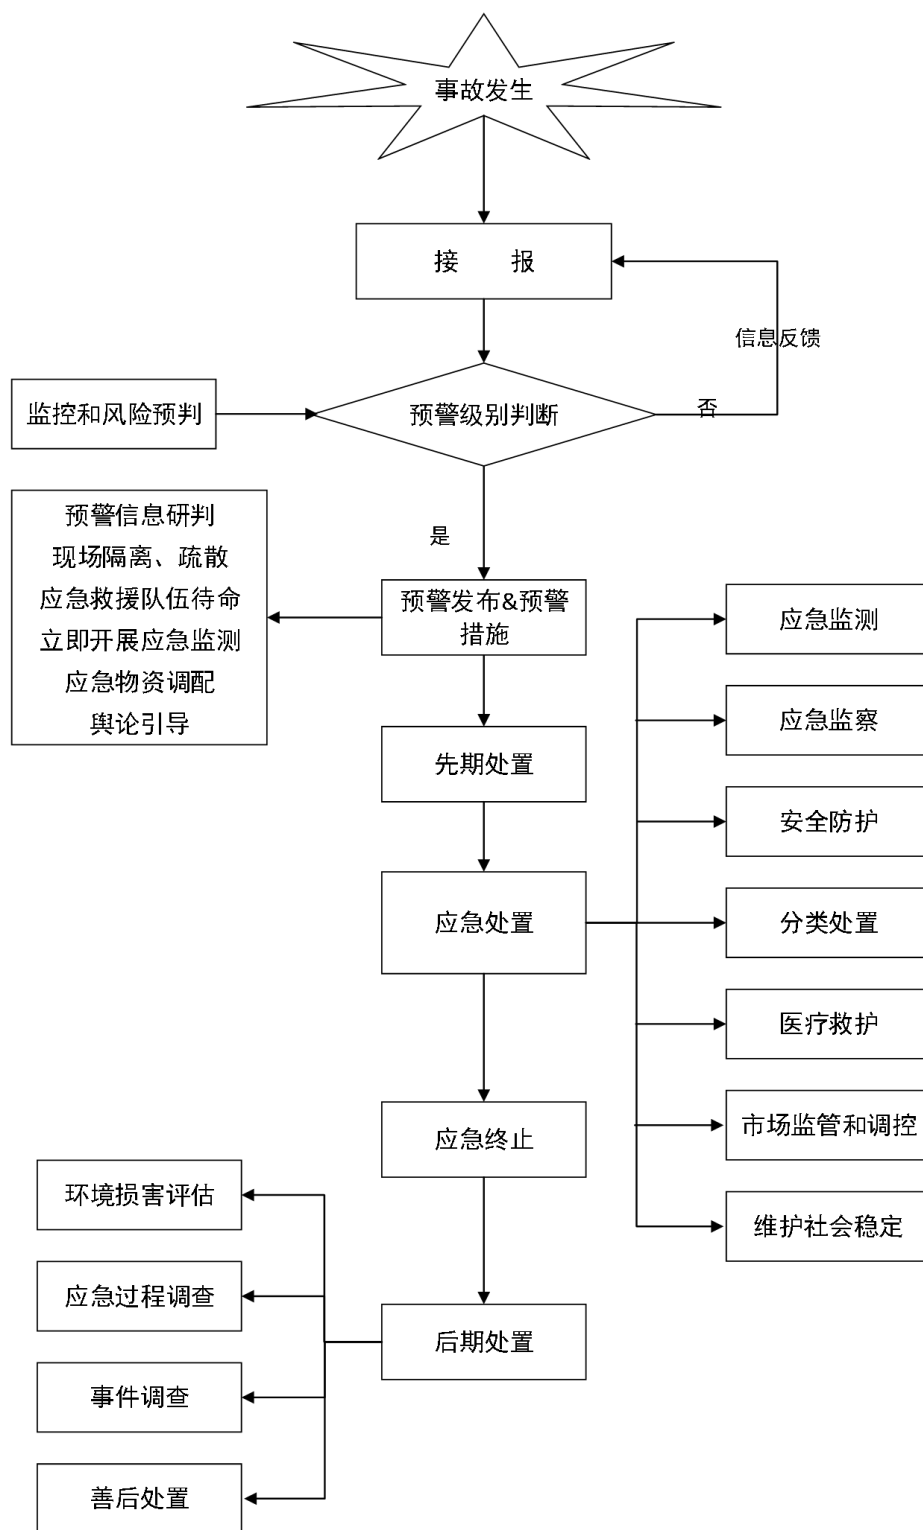 事故发生
接 报
信息反馈
监控和风险预判
预警级别判断
否
是
预警信息研判
现场隔离、疏散
应急救援队伍待命
立即开展应急监测
应急物资调配
舆论引导
预警发布&预警
措施
先期处置
应急处置
应急监测
应急监察
安全防护
分类处置
医疗救护
市场监管和调控
维护社会稳定
应急终止
后期处置
环境损害评估
应急过程调查
事件调查
善后处置